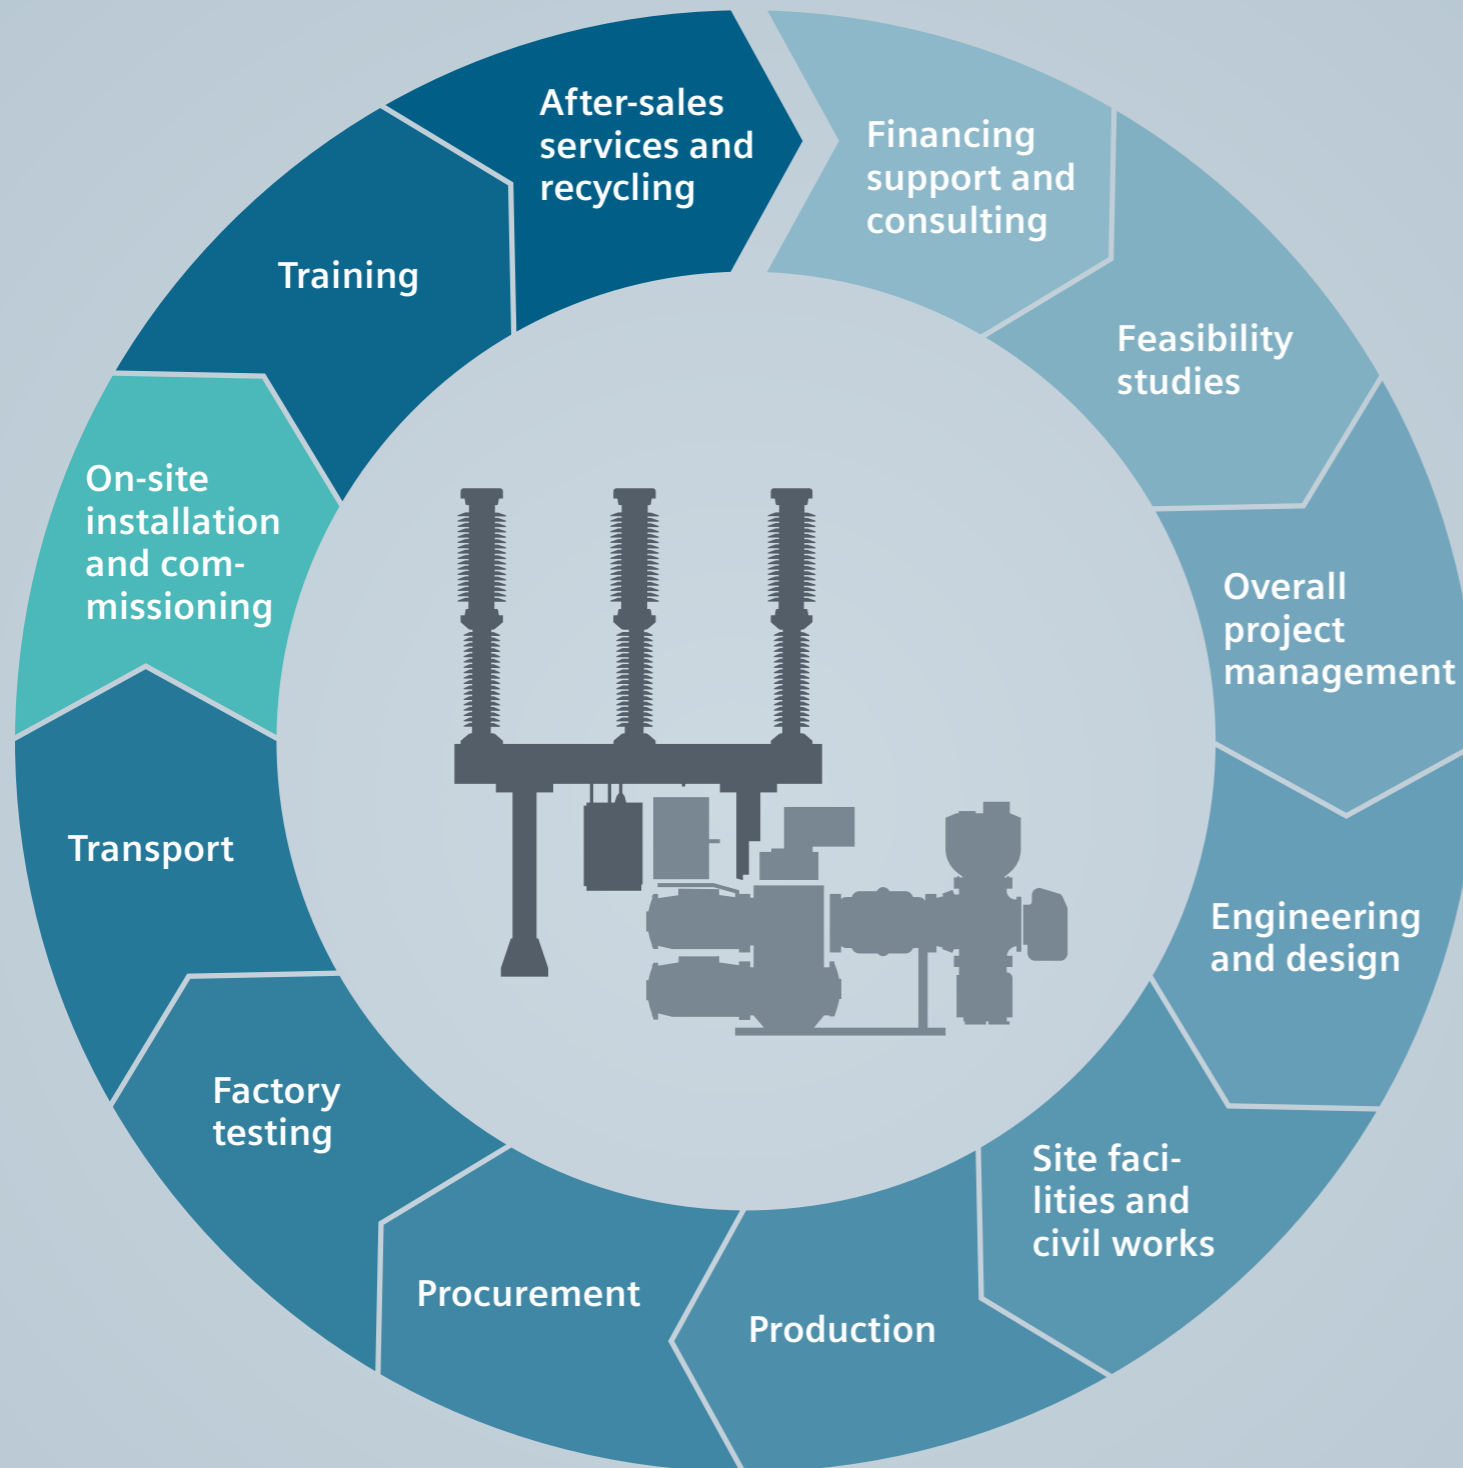 Financing
support and
consulting
Feasibility
studies
Overall
project
management
Engineering
and design
Site faci-
lities and
civil works
Production
Procurement
Factory
testing
Transport
On-site
installation
and com-
missioning
Training
After-sales
services and
recycling